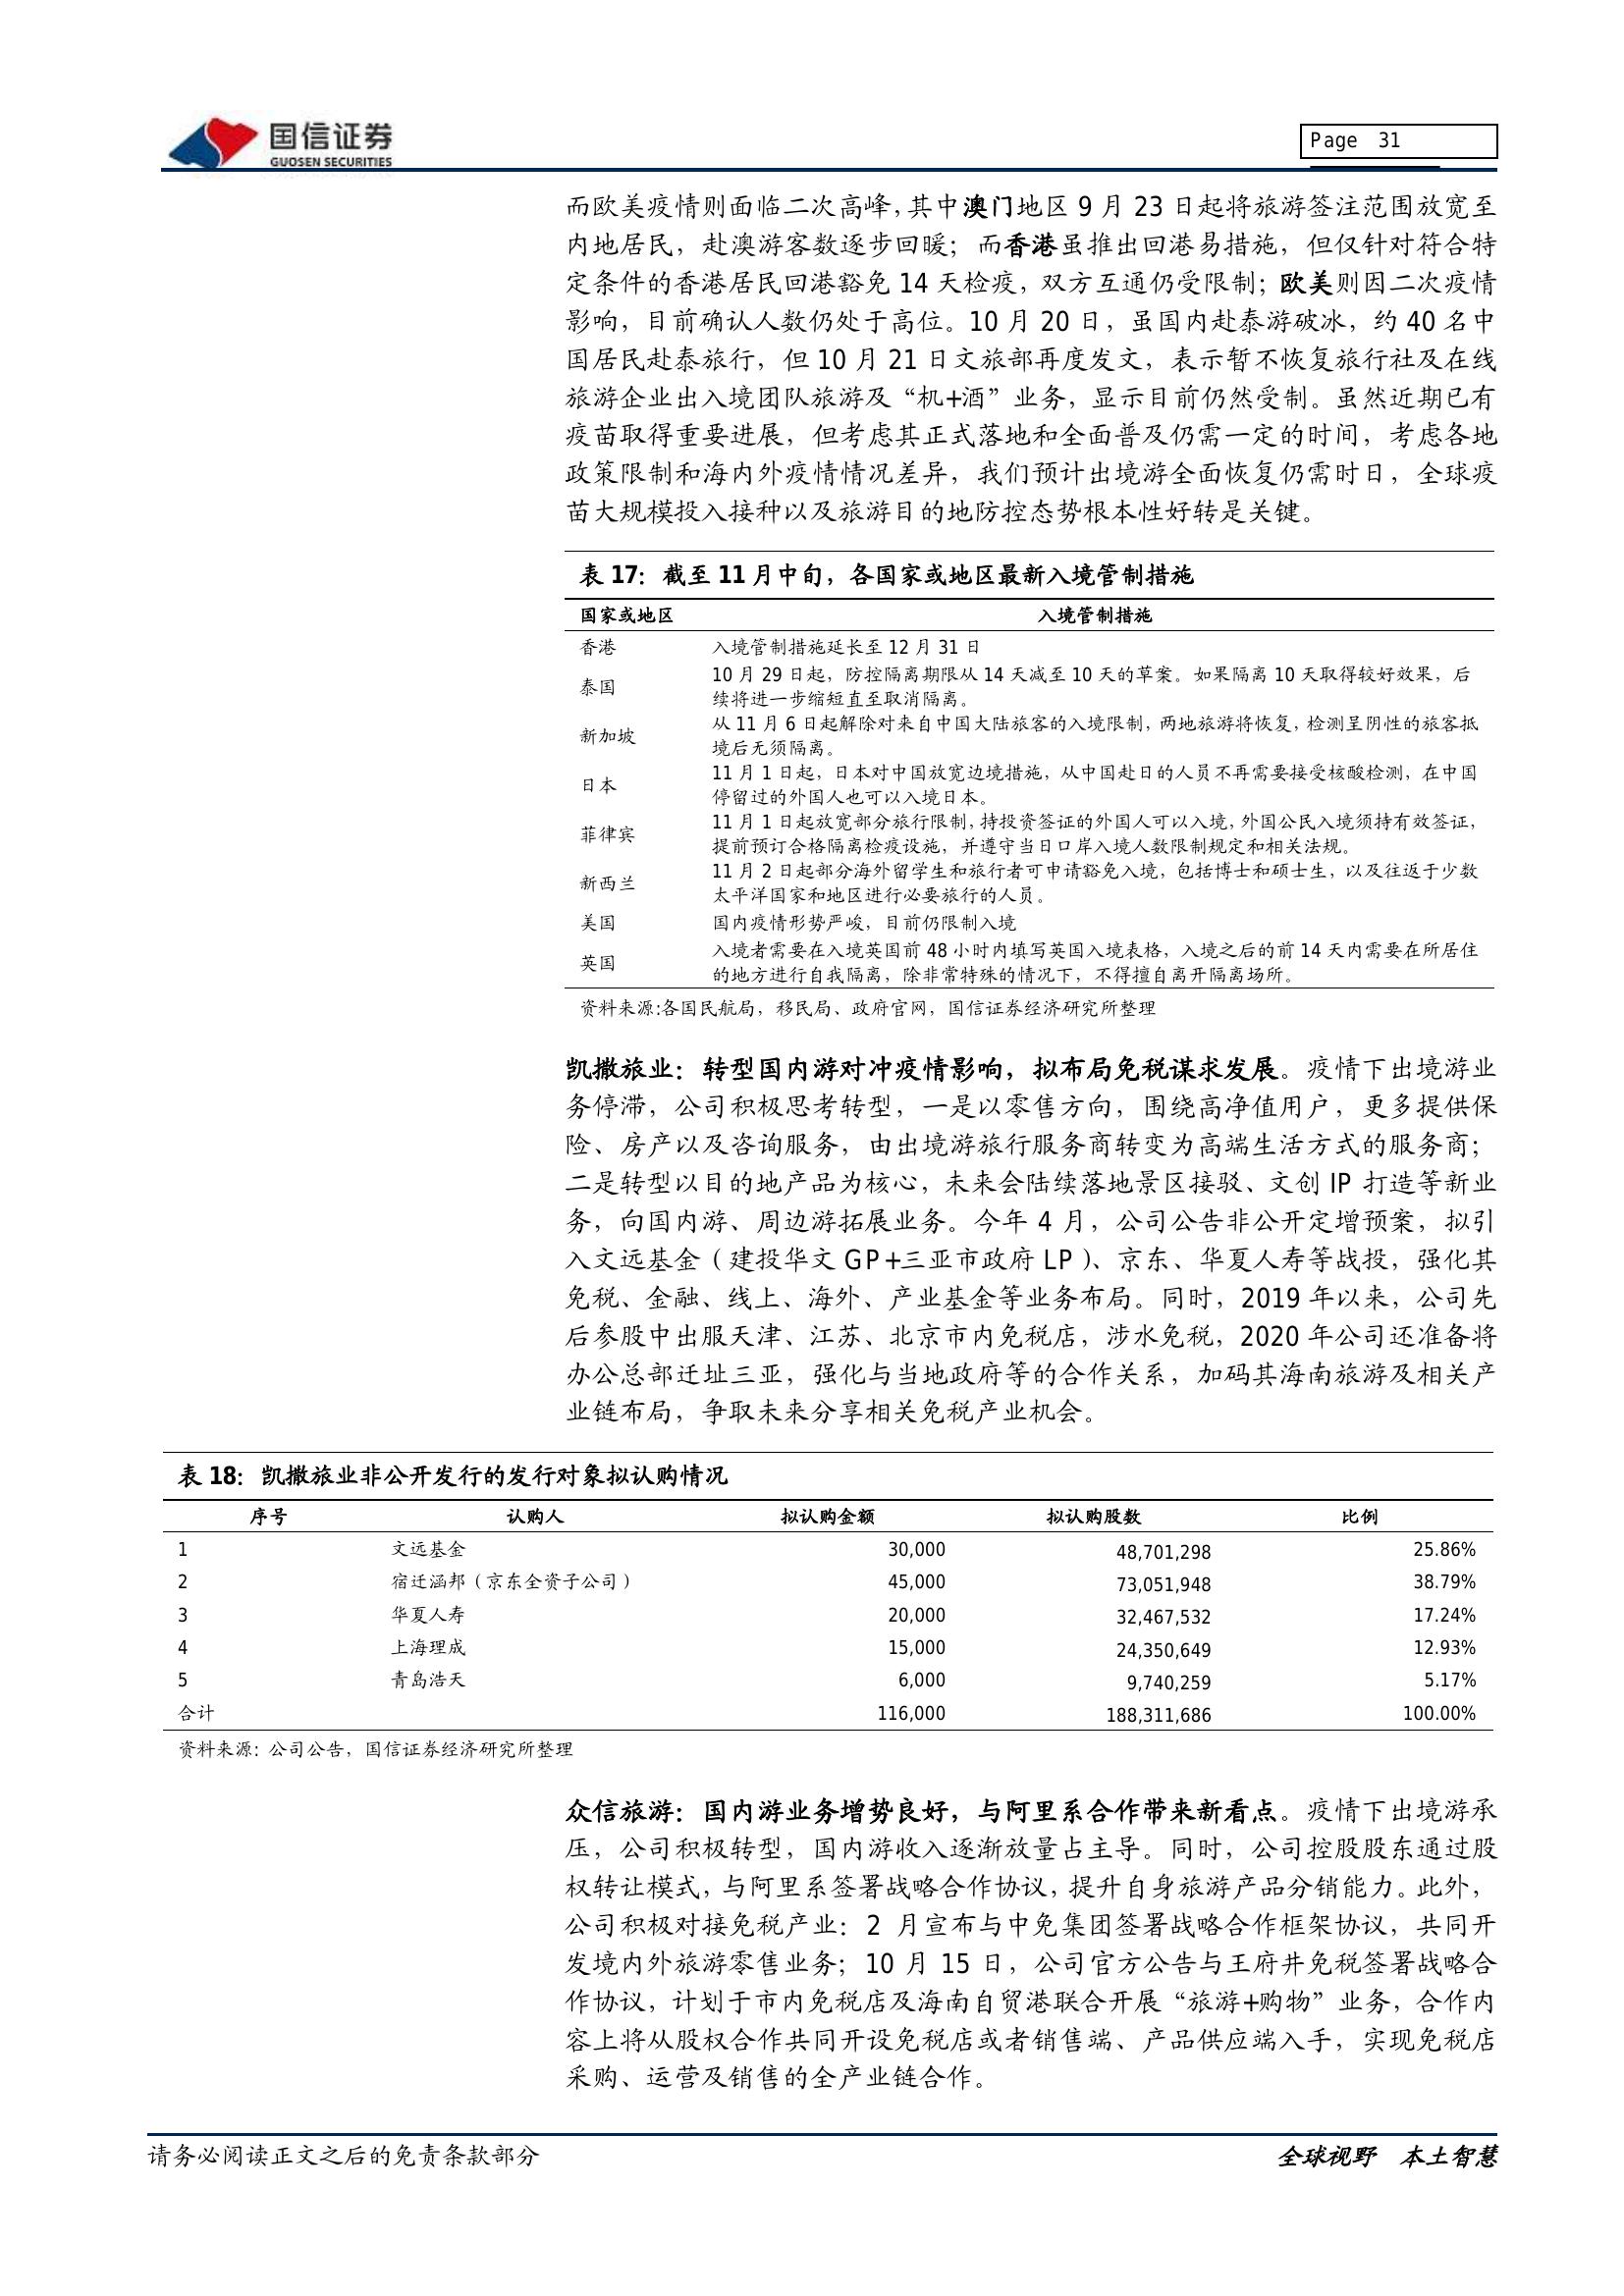 国信证券
GUOSEN SECURITIES
Page 31
而欧美疫情则面临二次高峰，其中澳门地区 9 月 23 日起将旅游签注范围放宽至
内地居民，赴澳游客数逐步回暖；而香港虽推出回港易措施，但仅针对符合特
定条件的香港居民回港豁免 14 天检疫，双方互通仍受限制；欧美则因二次疫情
影响，目前确认人数仍处于高位。10 月 20 日，虽国内赴泰游破冰，约 40 名中
国居民赴泰旅行，但 10 月 21 日文旅部再度发文，表示暂不恢复旅行社及在线
旅游企业出入境团队旅游及“机+酒”业务，显示目前仍然受制。虽然近期已有
疫苗取得重要进展，但考虑其正式落地和全面普及仍需一定的时间，考虑各地
政策限制和海内外疫情情况差异，我们预计出境游全面恢复仍需时日，全球疫
苗大规模投入接种以及旅游目的地防控态势根本性好转是关键。
表 17：截至 11 月中旬，各国家或地区最新入境管制措施
国家或地区 入境管制措施
香港 入境管制措施延长至 12 月 31 日
泰国 10 月 29 日起，防控隔离期限从 14 天减至 10 天的草案。如果隔离 10 天取得较好效果，后
续将进一步缩短直至取消隔离。
新加坡 从 11 月 6 日起解除对来自中国大陆旅客的入境限制，两地旅游将恢复，检测呈阴性的旅客抵
境后无须隔离。
日本 11 月 1 日起，日本对中国放宽边境措施，从中国赴日的人员不再需要接受核酸检测，在中国
停留过的外国人也可以入境日本。
菲律宾 11 月 1 日起放宽部分旅行限制，持投资签证的外国人可以入境，外国公民入境须持有效签证，
提前预订合格隔离检疫设施，并遵守当日口岸入境人数限制规定和相关法规。
新西兰 11 月 2 日起部分海外留学生和旅行者可申请豁免入境，包括博士和硕士生，以及往返于少数
太平洋国家和地区进行必要旅行的人员。
美国 国内疫情形势严峻，目前仍限制入境
英国 入境者需要在入境英国前 48 小时内填写英国入境表格，入境之后的前 14 天内需要在所居住
的地方进行自我隔离，除非常特殊的情况下，不得擅自离开隔离场所。
资料来源:各国民航局，移民局、政府官网，国信证券经济研究所整理
凯撒旅业：转型国内游对冲疫情影响，拟布局免税谋求发展。疫情下出境游业
务停滞，公司积极思考转型，一是以零售方向，围绕高净值用户，更多提供保
险、房产以及咨询服务，由出境游旅行服务商转变为高端生活方式的服务商；
二是转型以目的地产品为核心，未来会陆续落地景区接驳、文创 IP 打造等新业
务，向国内游、周边游拓展业务。今年 4 月，公司公告非公开定增预案，拟引
入文远基金（建投华文 GP+三亚市政府 LP）、京东、华夏人寿等战投，强化其
免税、金融、线上、海外、产业基金等业务布局。同时，2019 年以来，公司先
后参股中出服天津、江苏、北京市内免税店，涉水免税，2020 年公司还准备将
办公总部迁址三亚，强化与当地政府等的合作关系，加码其海南旅游及相关产
业链布局，争取未来分享相关免税产业机会。
表 18：凯撒旅业非公开发行的发行对象拟认购情况
序号 认购人 拟认购金额 拟认购股数 比例
1 文远基金 30,000 48,701,298 25.86%
2 宿迁涵邦（京东全资子公司） 45,000 73,051,948 38.79%
3 华夏人寿 20,000 32,467,532 17.24%
4 上海理成 15,000 24,350,649 12.93%
5 青岛浩天 6,000 9,740,259 5.17%
合计 116,000 188,311,686 100.00%
资料来源：公司公告，国信证券经济研究所整理
众信旅游：国内游业务增势良好，与阿里系合作带来新看点。疫情下出境游承
压，公司积极转型，国内游收入逐渐放量占主导。同时，公司控股股东通过股
权转让模式，与阿里系签署战略合作协议，提升自身旅游产品分销能力。此外，
公司积极对接免税产业：2 月宣布与中免集团签署战略合作框架协议，共同开
发境内外旅游零售业务；10 月 15 日，公司官方公告与王府井免税签署战略合
作协议，计划于市内免税店及海南自贸港联合开展“旅游+购物”业务，合作内
容上将从股权合作共同开设免税店或者销售端、产品供应端入手，实现免税店
采购、运营及销售的全产业链合作。
请务必阅读正文之后的免责条款部分
全球视野 本土智慧